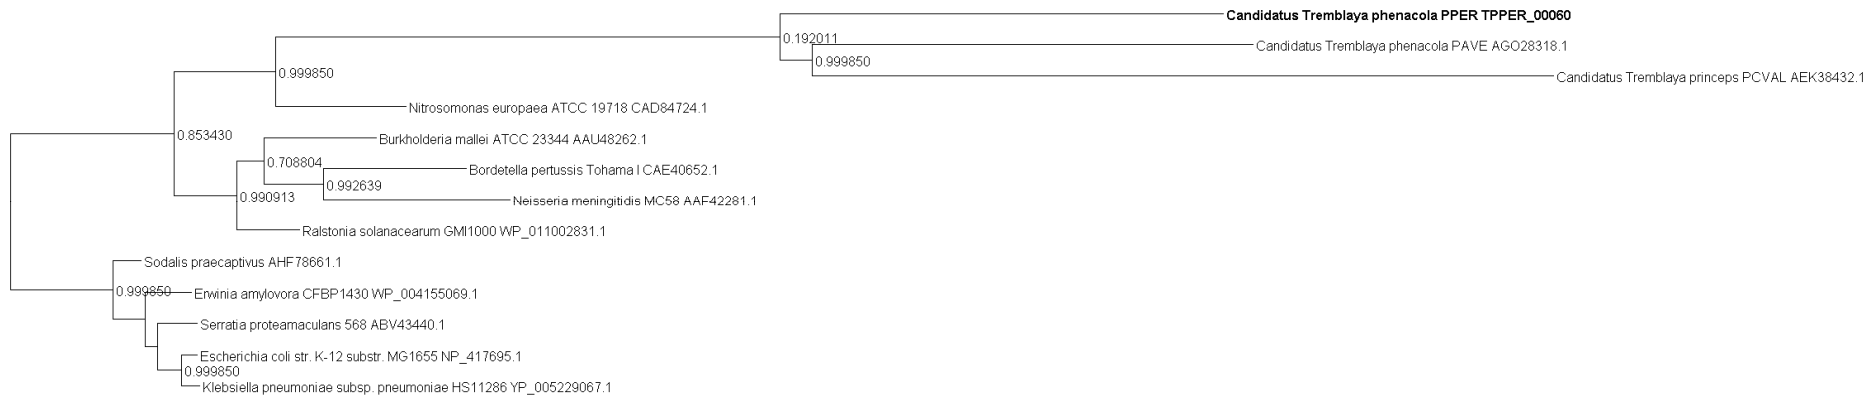 Candidatus Tremblaya phenacola PPER TPPER_00060
0.192011
Candidatus Tremblaya phenacola PAVE AGO28318.1
0.999850
Candidatus Tremblaya princeps PCVAL AEK38432.1
0.999850
Nitrosomonas europaea ATCC 19718 CAD84724.1
0.853430
Burkholderia mallei ATCC 23344 AAU48262.1
0.708804
Bordetella pertussis Tohama I CAE40652.1
0.992639
0.990913
Neisseria meningitidis MC58 AAF42281.1
Ralstonia solanacearum GMI1000 WP_011002831.1
Sodalis praecaptivus AHF78661.1
0.999850
Erwinia amylovora CFBP1430 WP_004155069.1
Serratia proteamaculans 568 ABV43440.1
Escherichia coli str. K-12 substr. MG1655 NP_417695.1
0.999850
Klebsiella pneumoniae subsp. pneumoniae HS11286 YP_005229067.1